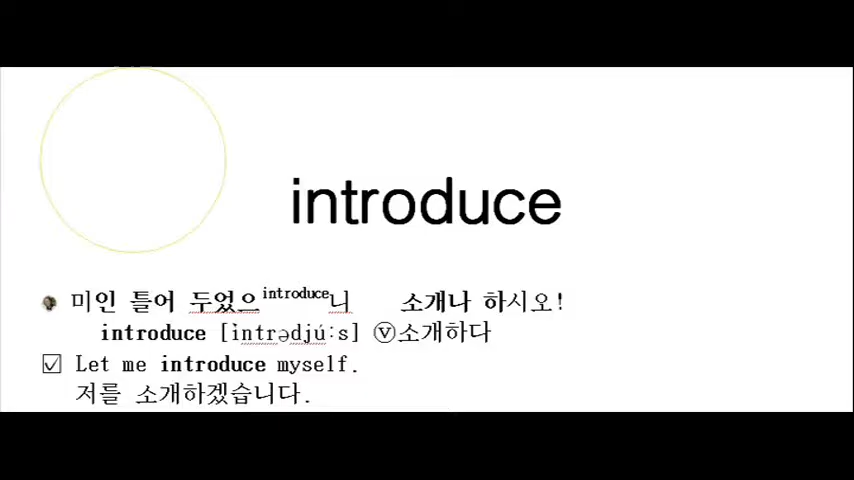 introduce
미인 틀어 두었으introduce니 소개나 하시오!
introduce [ìntrədjúːs] ⓥ소개하다
☑ Let me introduce myself.
저를 소개하겠습니다.